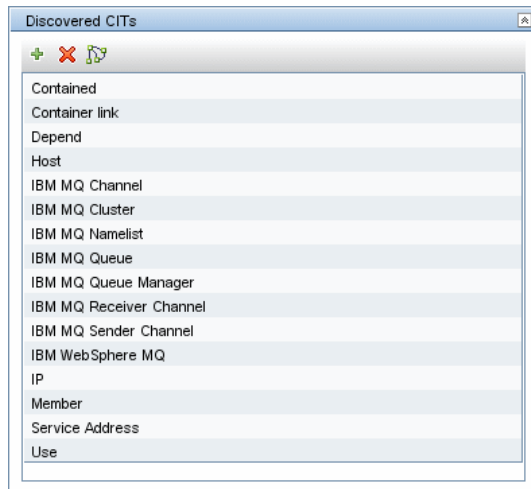 Discovered CITs
Contained
Container link
Depend
Host
IBM MQ Channel
IBM MQ Cluster
IBM MQ Namelist
IBM MQ Queue
IBM MQ Queue Manager
IBM MQ Receiver Channel
IBM MQ Sender Channel
IBM WebSphere MQ
IP
Member
Service Address
Use